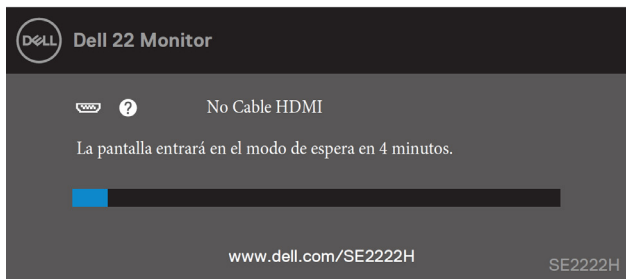 DELL Dell 22 Monitor
? No Cable HDMI
La pantalla entrará en el modo de espera en 4 minutos.
www.dell.com/SE2222H
SE2222H